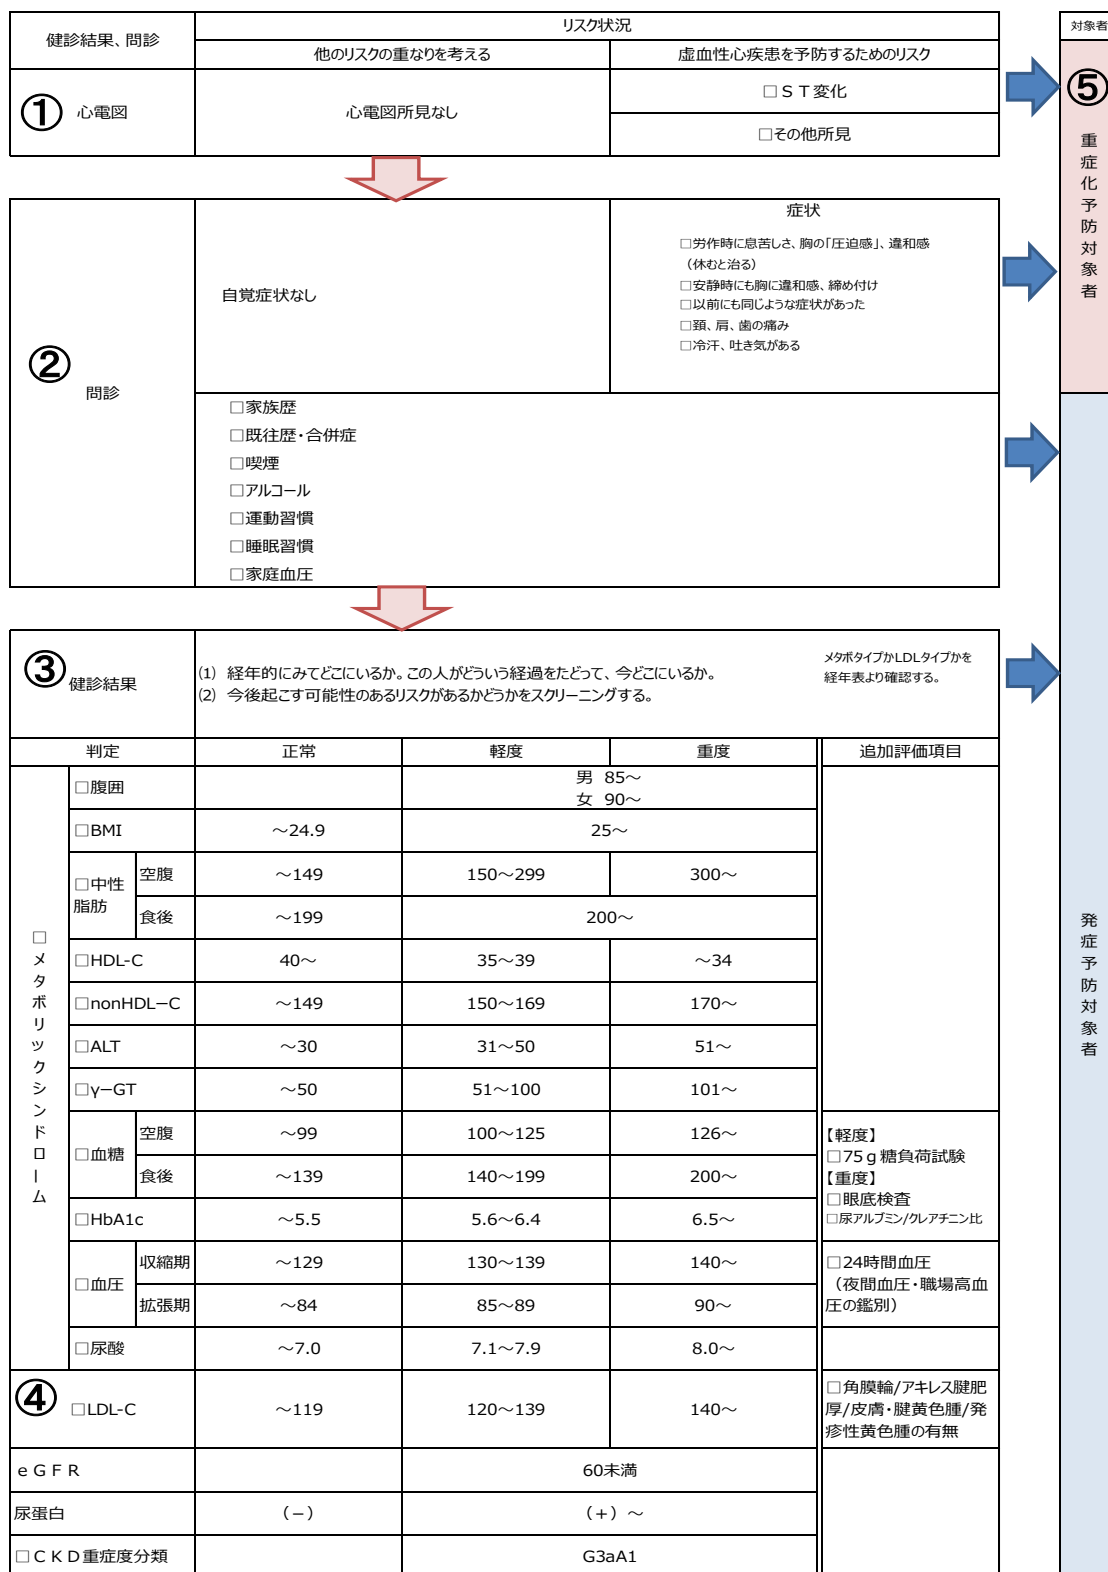 健診結果、問診
リスク状況
対象者
他のリスクの重なりを考える
虚血性心疾患を予防するためのリスク
① 心電図
心電図所見なし
□ＳＴ変化
□その他所見
⑤
重症化予防対象者
② 問診
自覚症状なし
症状
□労作時に息苦しさ、胸の「圧迫感」、違和感
（休むと治る）
□安静時にも胸に違和感、締め付け
□以前にも同じような症状があった
□頚、肩、歯の痛み
□冷汗、吐き気がある
□家族歴
□既往歴・合併症
□喫煙
□アルコール
□運動習慣
□睡眠習慣
□家庭血圧
③ 健診結果
(1) 経年的にみてどこにいるか。この人がどういう経過をたどって、今どこにいるか。
(2) 今後起こす可能性のあるリスクがあるかどうかをスクリーニングする。
メタボタイプかLDLタイプかを
経年表より確認する。
発症予防対象者
判定 正常 軽度 重度 追加評価項目
□メタボリックシンドローム
□腹囲
男 85～
女 90～
□BMI ～24.9 25～
□中性
脂肪
空腹 ～149 150～299 300～
食後 ～199 200～
□HDL-C 40～ 35～39 ～34
□nonHDL－C ～149 150～169 170～
□ALT ～30 31～50 51～
□γ－GT ～50 51～100 101～
□血糖
空腹 ～99 100～125 126～
食後 ～139 140～199 200～
□HbA1c ～5.5 5.6～6.4 6.5～
【軽度】
□75ｇ糖負荷試験
【重度】
□眼底検査
□尿アルブミン/クレアチニン比
□血圧
収縮期 ～129 130～139 140～
拡張期 ～84 85～89 90～
□24時間血圧
（夜間血圧・職場高血
圧の鑑別）
□尿酸 ～7.0 7.1～7.9 8.0～
④ □LDL-C ～119 120～139 140～
□角膜輪/アキレス腱肥
厚/皮膚・腱黄色腫/発
疹性黄色腫の有無
ｅＧＦＲ 60未満
尿蛋白 （－） （＋）～
□ＣＫＤ重症度分類 G3aA1